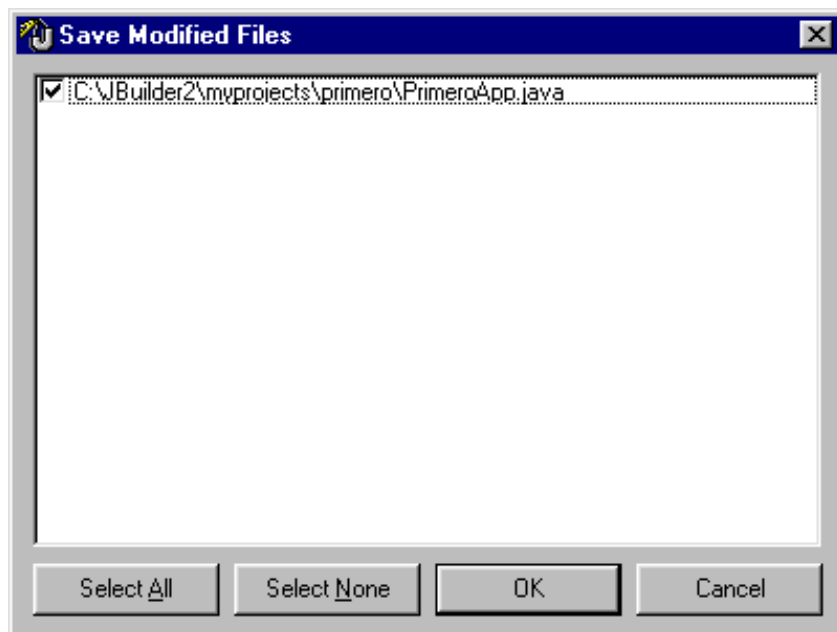 Save Modified Files
C:\JBuilder2\myprojects\primero\PrimeroApp.java
Select All
Select None
OK
Cancel